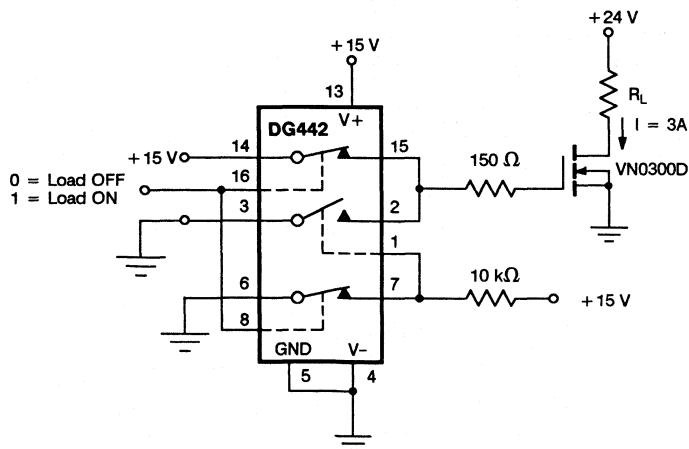 +24 V
+15 V
13
V+
DG442
RL
I = 3A
14
15
+15 V
150 Ω
VN0300D
0 = Load OFF
1 = Load ON
16
3
2
1
6
7
10 kΩ
+15 V
8
GND
V−
5
4